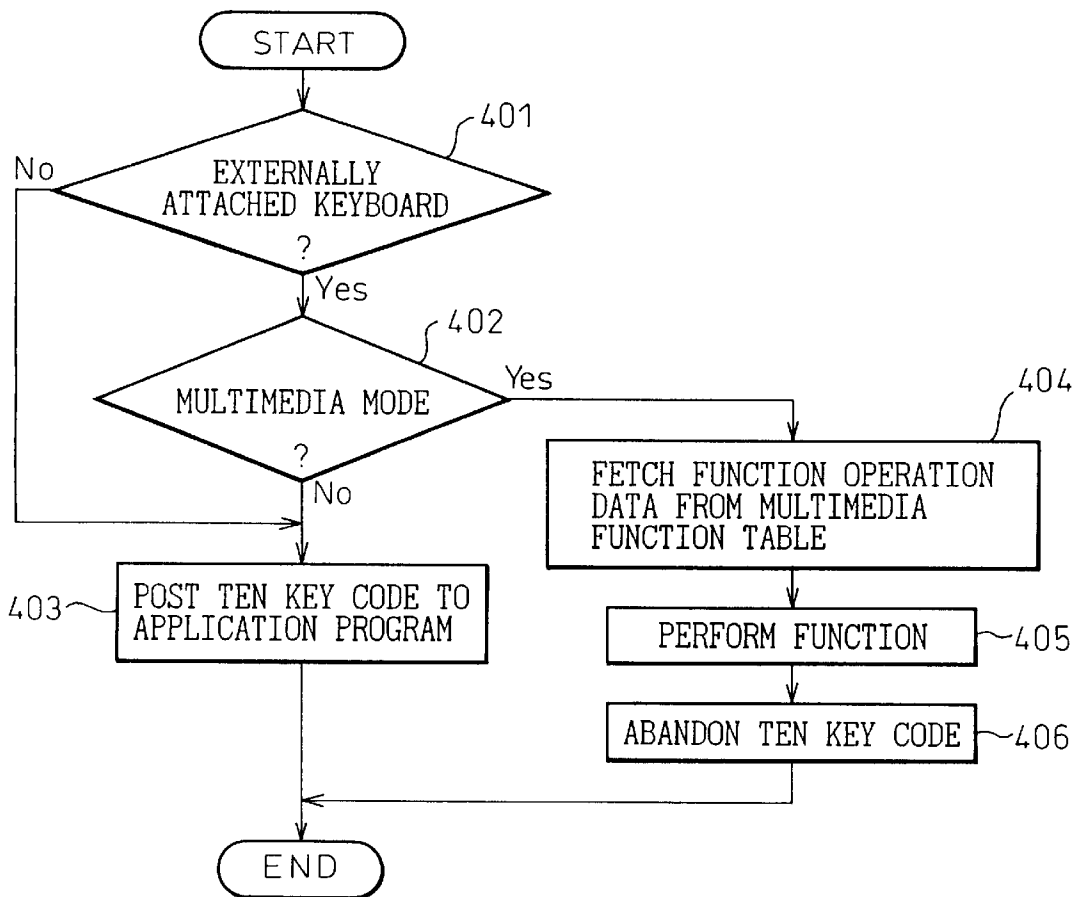 START
401
No
EXTERNALLY
ATTACHED KEYBOARD
?
Yes
402
MULTIMEDIA MODE
Yes
?
No
404
FETCH FUNCTION OPERATION
DATA FROM MULTIMEDIA
FUNCTION TABLE
403
POST TEN KEY CODE TO
APPLICATION PROGRAM
PERFORM FUNCTION
405
ABANDON TEN KEY CODE
406
END